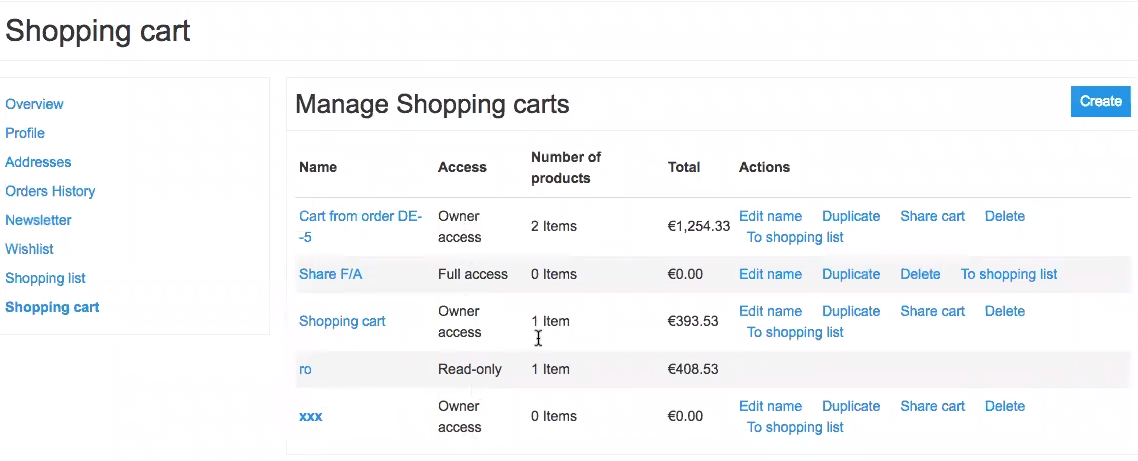 Shopping cart
Overview
Profile
Addresses
Orders History
Newsletter
Wishlist
Shopping list
Shopping cart
Manage Shopping carts
Create
Name Access Number of products Total Actions
Cart from order DE-
-5
Owner
access
2 Items €1,254.33
Edit name Duplicate Share cart Delete
To shopping list
Share F/A Full access 0 Items €0.00 Edit name Duplicate Delete To shopping list
Shopping cart
Owner
access
1 Item €393.53
Edit name Duplicate Share cart Delete
To shopping list
ro Read-only 1 Item €408.53
xxx
Owner
access
0 Items €0.00
Edit name Duplicate Share cart Delete
To shopping list